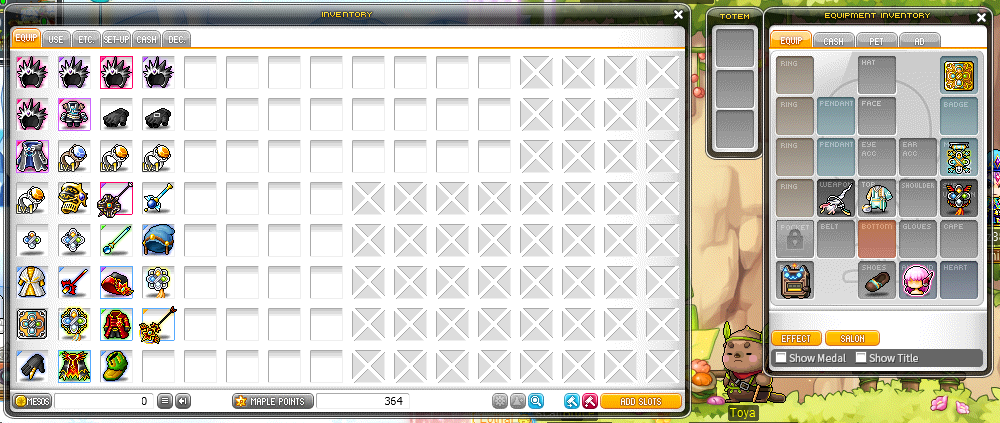 INVENTORY
EQUIP USE ETC. SET-UP CASH DEC.
MESOS 0 MAPLE POINTS 364 ADD SLOTS
TOTEM
EQUIPMENT INVENTORY
EQUIP CASH PET AD
RING HAT
RING PENDANT FACE BADGE
RING PENDANT EYE ACC EAR ACC
RING WEAPON TOP SHOULDER
POCKET BELT BOTTOM GLOVES CAPE
SHOES HEART
EFFECT SALON
Show Medal Show Title
Toya